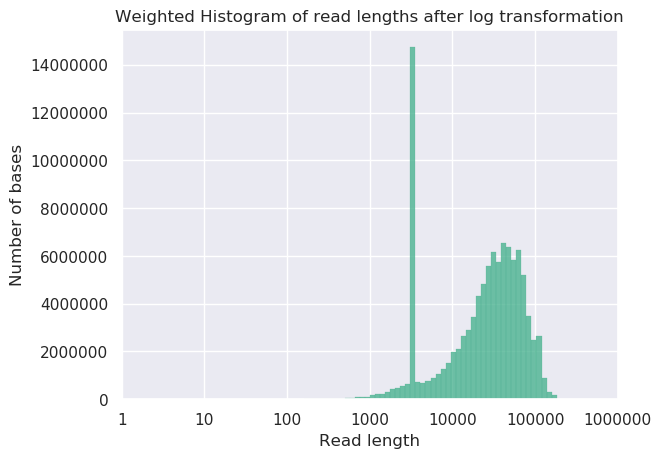 Weighted Histogram of read lengths after log transformation
14000000
12000000
10000000
8000000
6000000
4000000
2000000
0
Number of bases
1 10 100 1000 10000 100000 1000000
Read length